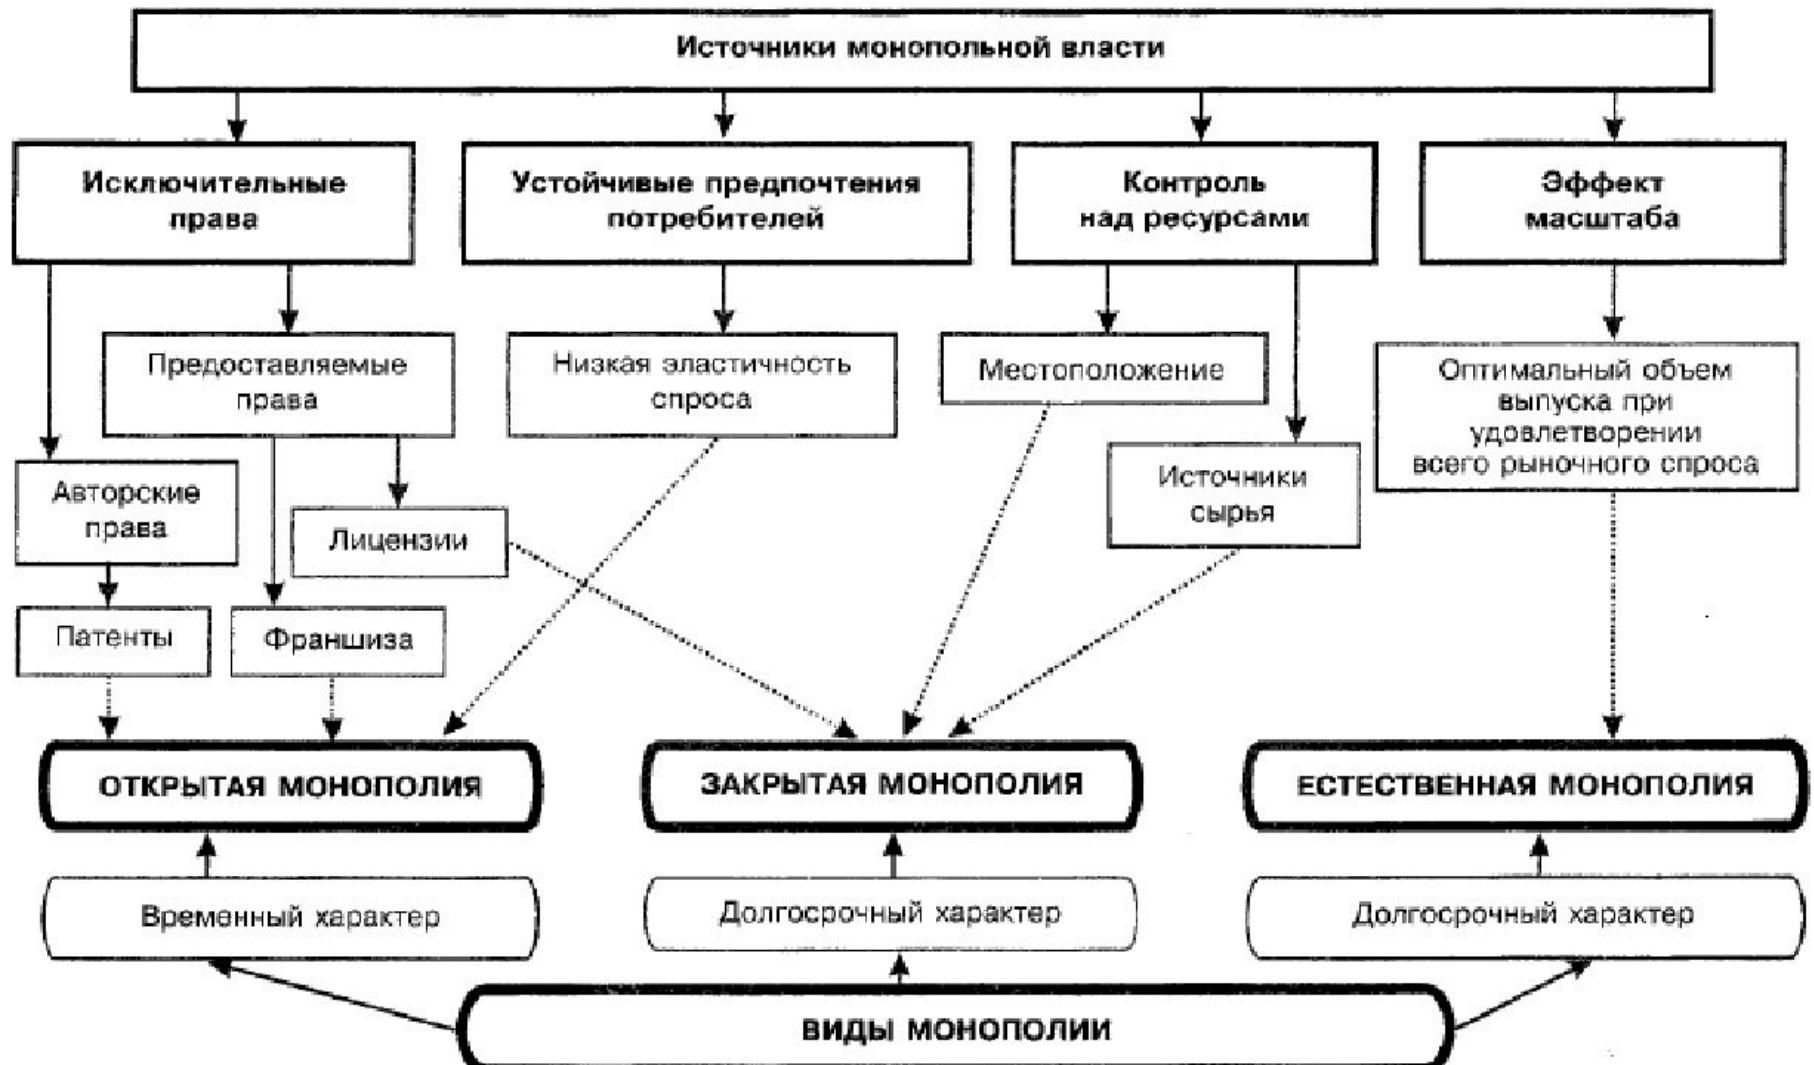 Источники монопольной власти
Исключительные
права
Устойчивые предпочтения
потребителей
Контроль
над ресурсами
Эффект
масштаба
Предоставляемые
права
Низкая эластичность
спроса
Местоположение
Оптимальный объем
выпуска при
удовлетворении
всего рыночного спроса
Авторские
права
Лицензии
Источники
сырья
Патенты
Франшиза
ОТКРЫТАЯ МОНОПОЛИЯ
ЗАКРЫТАЯ МОНОПОЛИЯ
ЕСТЕСТВЕННАЯ МОНОПОЛИЯ
Временный характер
Долгосрочный характер
Долгосрочный характер
ВИДЫ МОНОПОЛИИ